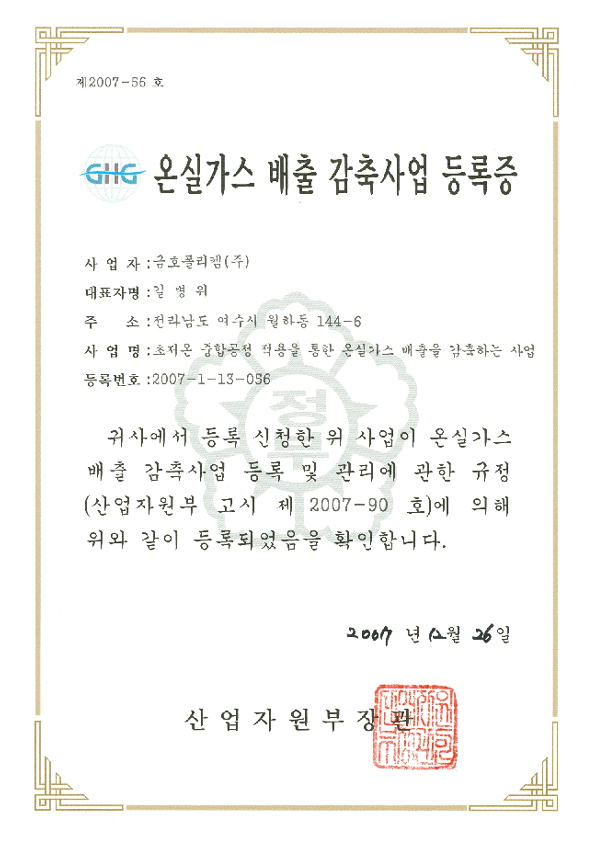 제2007-56 호
GHG 온실가스 배출 감축사업 등록증
사 업 자 : 금호폴리켐(주)
대표자명 : 길 병 위
주 소 : 전라남도 여수시 월하동 144-6
사 업 명 : 초저온 중합공정 적용을 통한 온실가스 배출을 감축하는 사업
등록번호 : 2007-1-13-056
정부
귀사에서 등록 신청한 위 사업이 온실가스
배출 감축사업 등록 및 관리에 관한 규정
(산업자원부 고시 제 2007-90 호)에 의해
위와 같이 등록되었음을 확인합니다.
2007 년 12월 26일
산업자원부장관